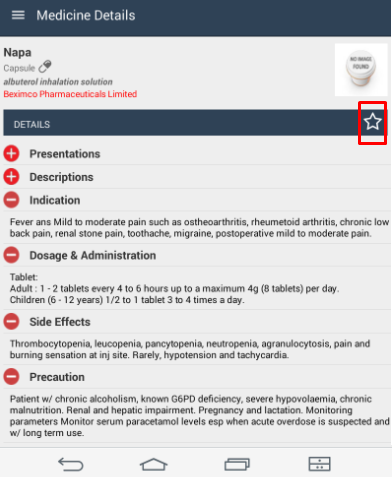 Medicine Details
Napa
Capsule
albuterol inhalation solution
Beximco Pharmaceuticals Limited
NO IMAGE
FOUND
DETAILS
Presentations
Descriptions
Indication
Fever ans Mild to moderate pain such as ostheoarthritis, rheumetoid arthritis, chronic low
back pain, renal stone pain, toothache, migraine, postoperative mild to moderate pain.
Dosage & Administration
Tablet:
Adult : 1 - 2 tablets every 4 to 6 hours up to a maximum 4g (8 tablets) per day.
Children (6 - 12 years) 1/2 to 1 tablet 3 to 4 times a day.
Side Effects
Thrombocytopenia, leucopenia, pancytopenia, neutropenia, agranulocytosis, pain and
burning sensation at inj site. Rarely, hypotension and tachycardia.
Precaution
Patient w/ chronic alcoholism, known G6PD deficiency, severe hypovolaemia, chronic
malnutrition. Renal and hepatic impairment. Pregnancy and lactation. Monitoring
parameters Monitor serum paracetamol levels esp when acute overdose is suspected and
w/ long term use.